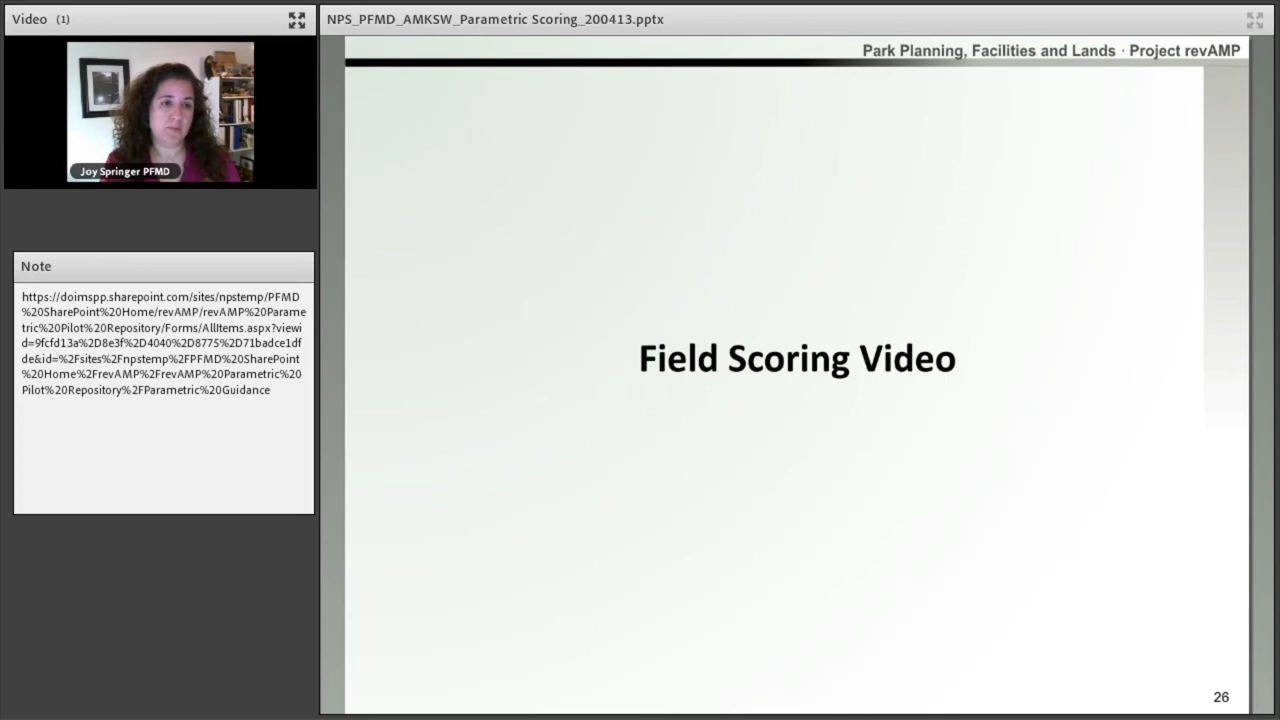 Video (1)
NPS_PFMD_AMKSW_Parametric Scoring_200413.pptx
Park Planning, Facilities and Lands · Project revAMP
Joy Springer PFMD
Note
https://doimspp.sharepoint.com/sites/npstemp/PFMD
%20SharePoint%20Home/revAMP/revAMP%20Parame
tric%20Pilot%20Repository/Forms/AllItems.aspx?viewi
d=9fcfd13a%2D8e3f%2D4040%2D8775%2D71badce1df
de&id=%2Fsites%2Fnpstemp%2FPFMD%20SharePoint
%20Home%2FrevAMP%2FrevAMP%20Parametric%20
Pilot%20Repository%2FParametric%20Guidance
Field Scoring Video
26